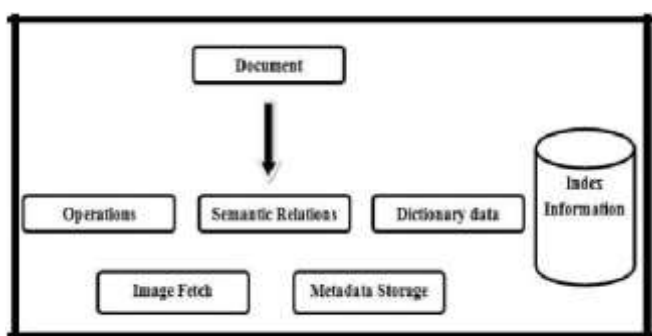 Document
Index
Information
Operations
Semantic Relations
Dictionary data
Image Fetch
Metadata Storage